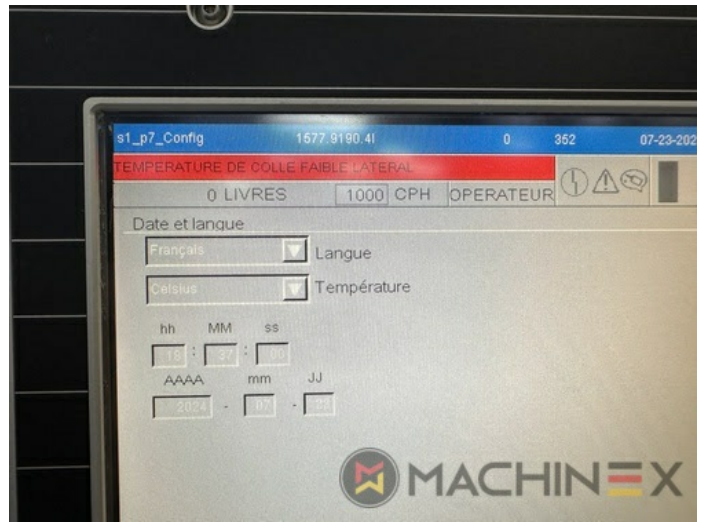 s1_p7_Config 1577.9190.4I 0 352 07-23-202
TEMPERATURE DE COLLE FAIBLE LATERAL
0 LIVRES 1000 CPH OPERATEUR
Date et langue
Français Langue
Celsius Température
hh MM ss
: 37 :
AAAA mm JJ
2024 - 07 -
MACHINEX